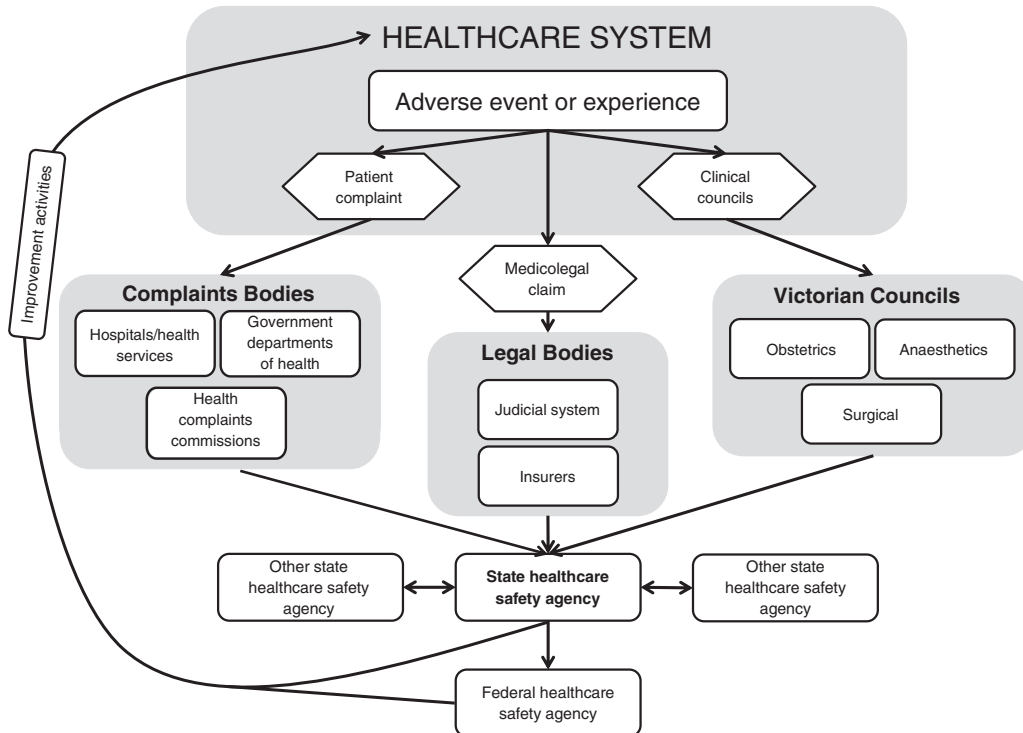 HEALTHCARE SYSTEM
Adverse event or experience
Patient
complaint
Clinical
councils
Improvement activities
Medicolegal
claim
Complaints Bodies
Hospitals/health
services
Government
departments
of health
Health
complaints
commissions
Legal Bodies
Judicial system
Insurers
Victorian Councils
Obstetrics
Anaesthetics
Surgical
Other state
healthcare safety
agency
State healthcare
safety agency
Other state
healthcare safety
agency
Federal healthcare
safety agency